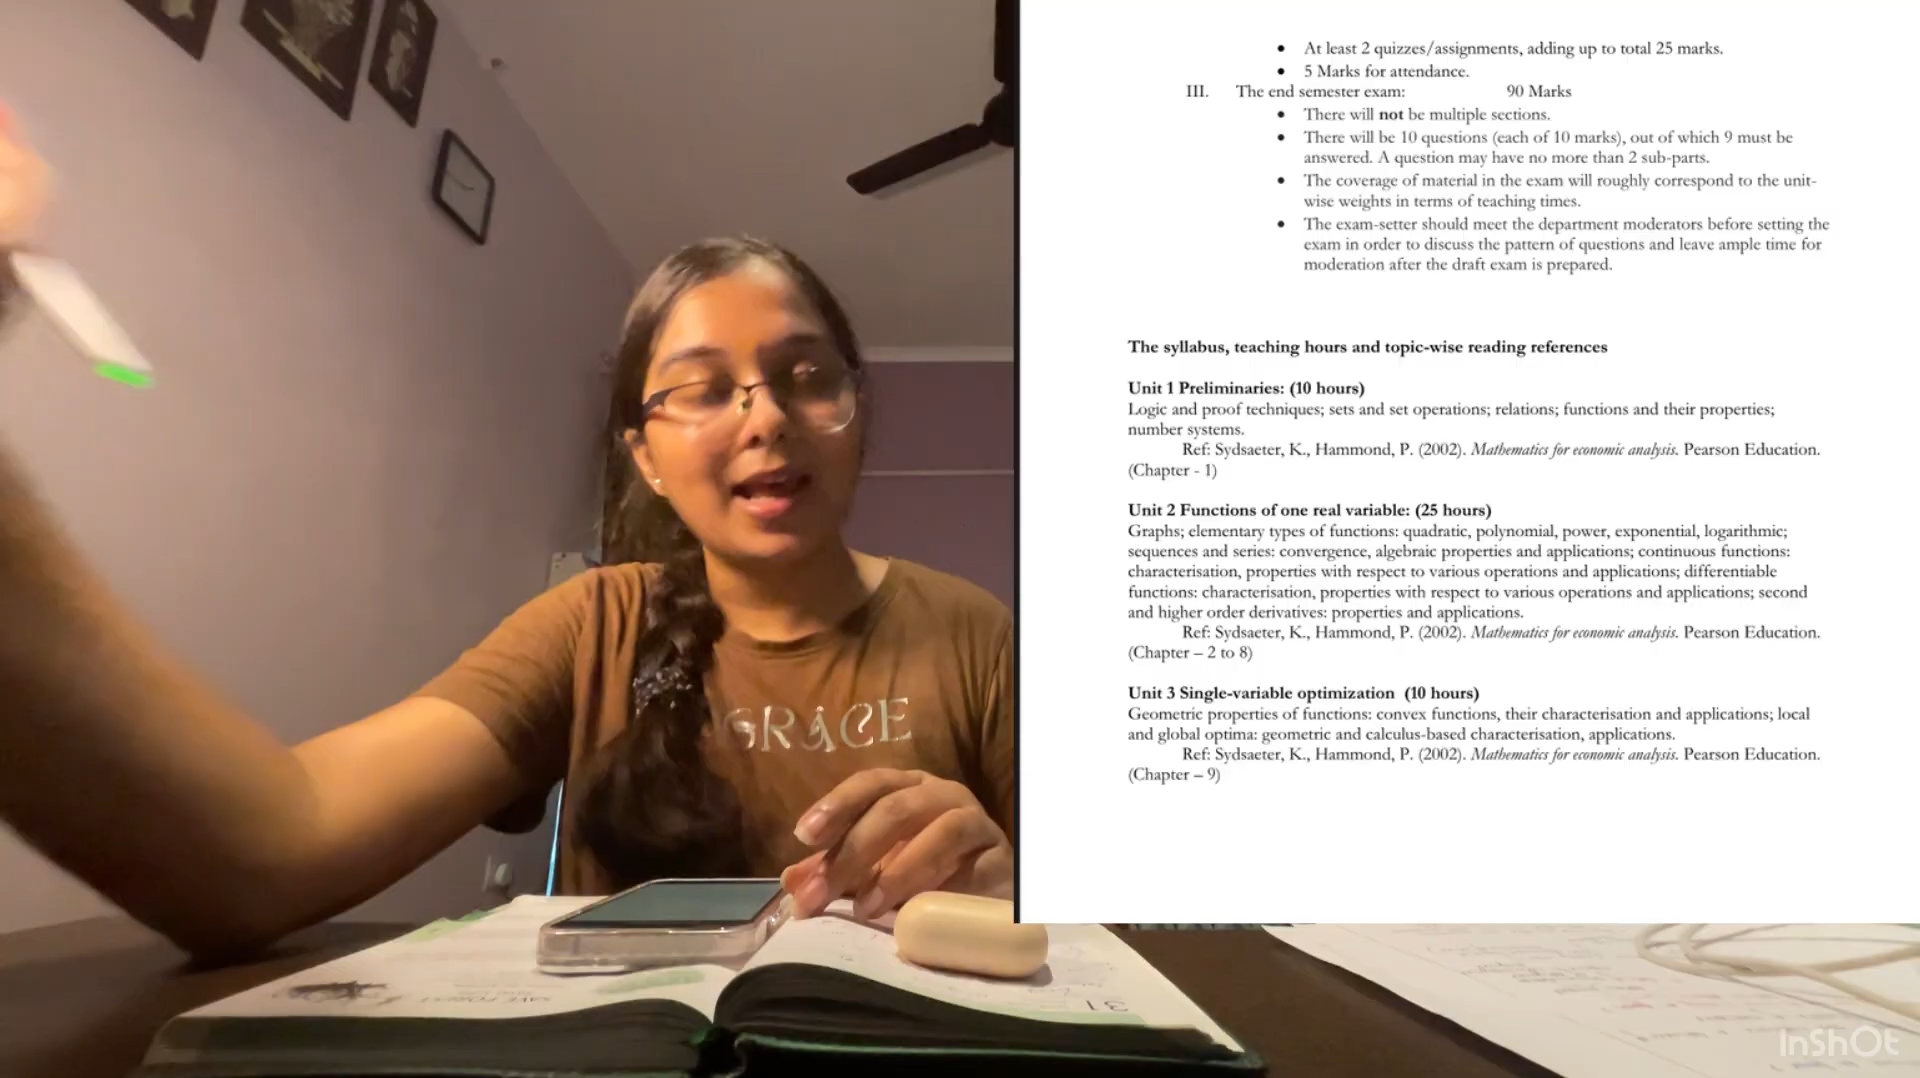 • At least 2 quizzes/assignments, adding up to total 25 marks.
• 5 Marks for attendance.
III. The end semester exam: 90 Marks
• There will not be multiple sections.
• There will be 10 questions (each of 10 marks), out of which 9 must be
answered. A question may have no more than 2 sub-parts.
• The coverage of material in the exam will roughly correspond to the unit-
wise weights in terms of teaching times.
• The exam-setter should meet the department moderators before setting the
exam in order to discuss the pattern of questions and leave ample time for
moderation after the draft exam is prepared.
The syllabus, teaching hours and topic-wise reading references
Unit 1 Preliminaries: (10 hours)
Logic and proof techniques; sets and set operations; relations; functions and their properties;
number systems.
Ref: Sydsaeter, K., Hammond, P. (2002). Mathematics for economic analysis. Pearson Education.
(Chapter - 1)
Unit 2 Functions of one real variable: (25 hours)
Graphs; elementary types of functions: quadratic, polynomial, power, exponential, logarithmic;
sequences and series: convergence, algebraic properties and applications; continuous functions:
characterisation, properties with respect to various operations and applications; differentiable
functions: characterisation, properties with respect to various operations and applications; second
and higher order derivatives: properties and applications.
Ref: Sydsaeter, K., Hammond, P. (2002). Mathematics for economic analysis. Pearson Education.
(Chapter – 2 to 8)
Unit 3 Single-variable optimization (10 hours)
Geometric properties of functions: convex functions, their characterisation and applications; local
and global optima: geometric and calculus-based characterisation, applications.
Ref: Sydsaeter, K., Hammond, P. (2002). Mathematics for economic analysis. Pearson Education.
(Chapter – 9)
GRACE
31
InShOt